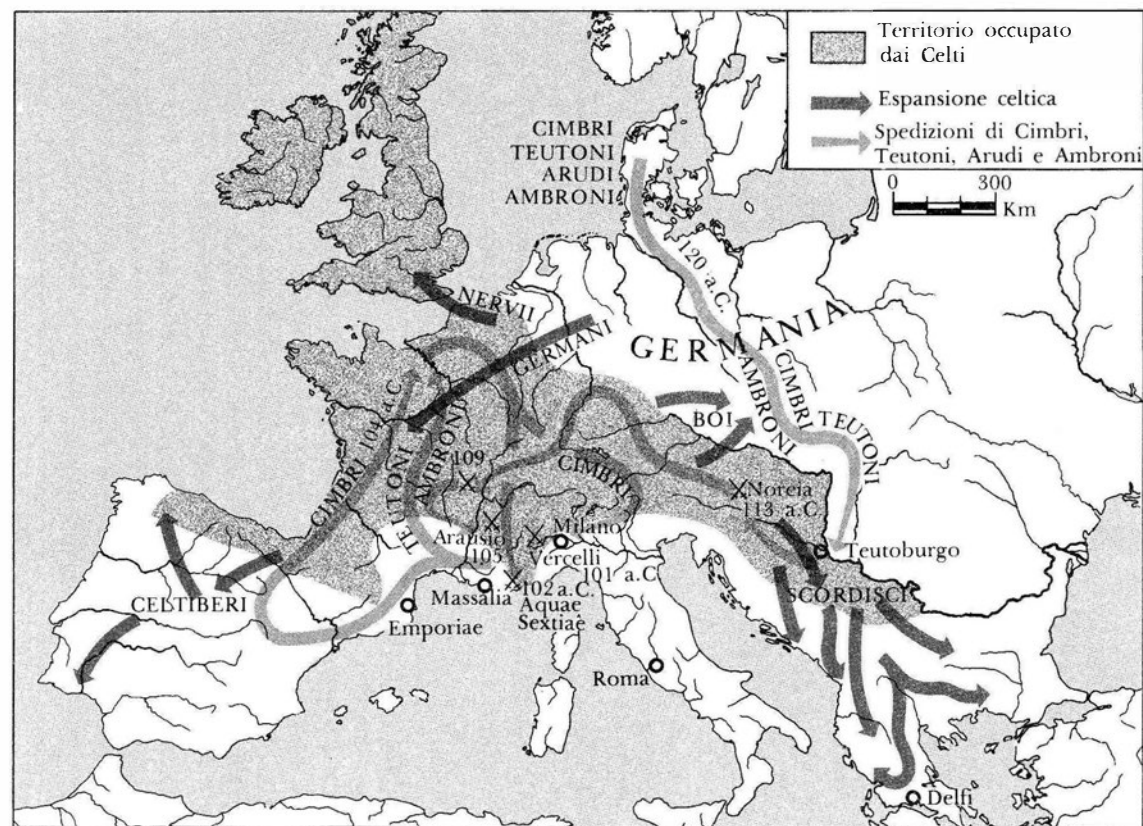 Territorio occupato
dai Celti
Espansione celtica
Spedizioni di Cimbri,
Teutoni, Arudi e Ambroni
0 300
Km
CIMBRI
TEUTONI
ARUDI
AMBRONI
120 a.C.
GERMANIA
NERVII
GERMANI
CIMBRI
AMBRONI
TEUTONI
BOI
CIMBRI 104 a.C.
TEUTONI
AMBRONI
109
CIMBRI
Noreia
113 a.C.
Arausio
105
Milano
Vercelli
101 a.C
Teutoburgo
102 a.C.
Aquae
Sextiae
Massalia
SCORDISCI
CELTIBERI
Emporiae
Roma
Delfi